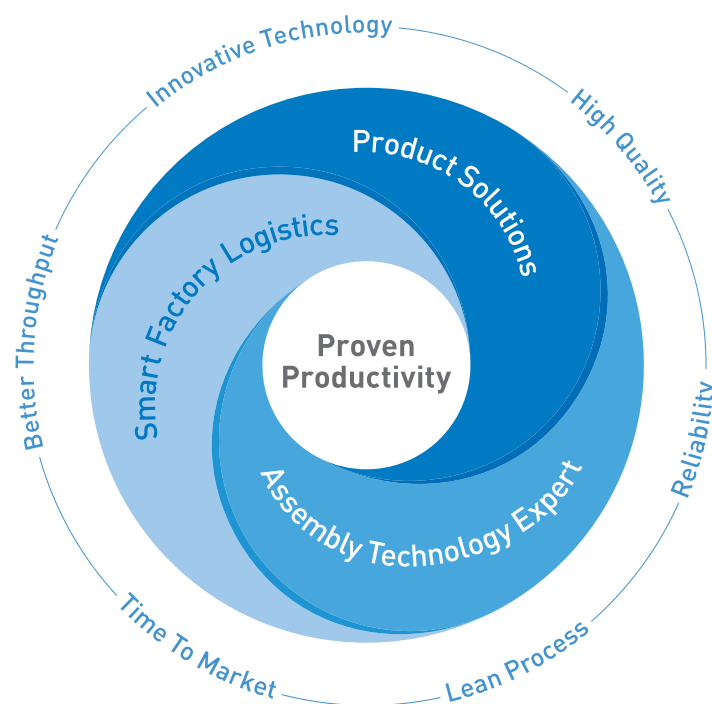 Innovative Technology
High Quality
Reliability
Lean Process
Time To Market
Better Throughput
Product Solutions
Assembly Technology Expert
Smart Factory Logistics
Proven
Productivity